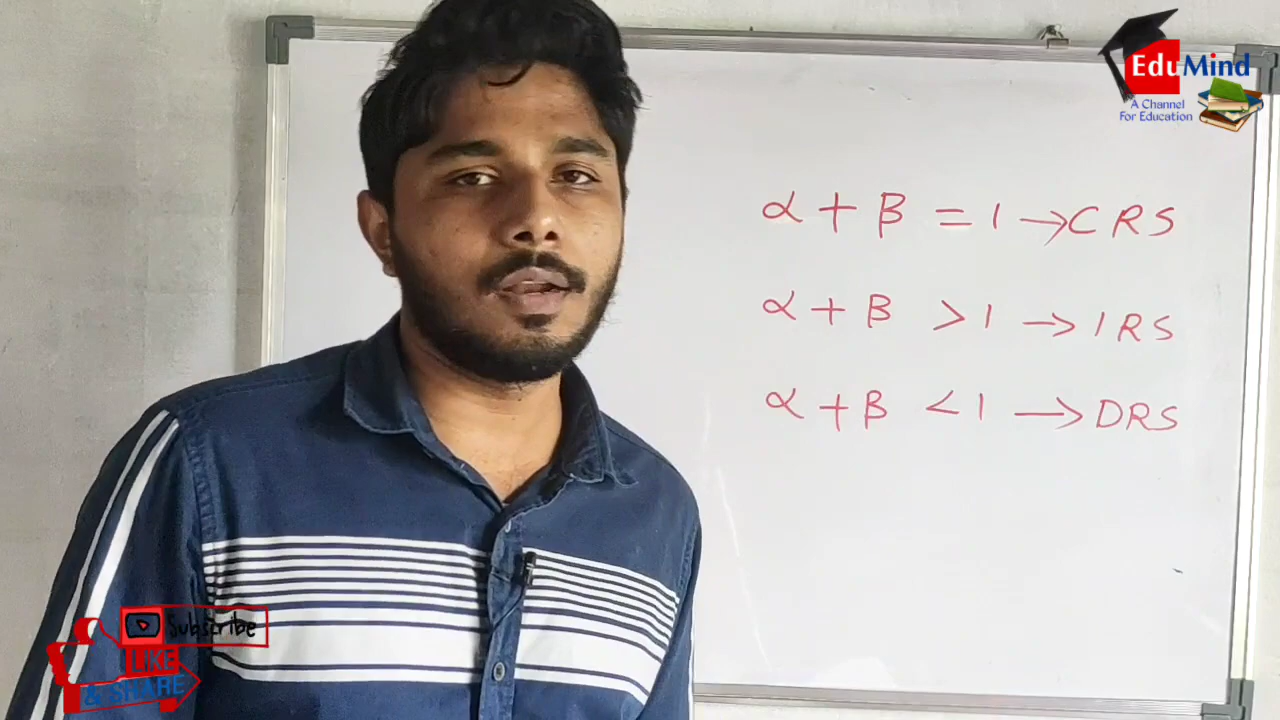 EduMind
A Channel
For Education
α + β = 1 → CRS
α + β > 1 → IRS
α + β < 1 → DRS
Subscribe
LIKE
& SHARE